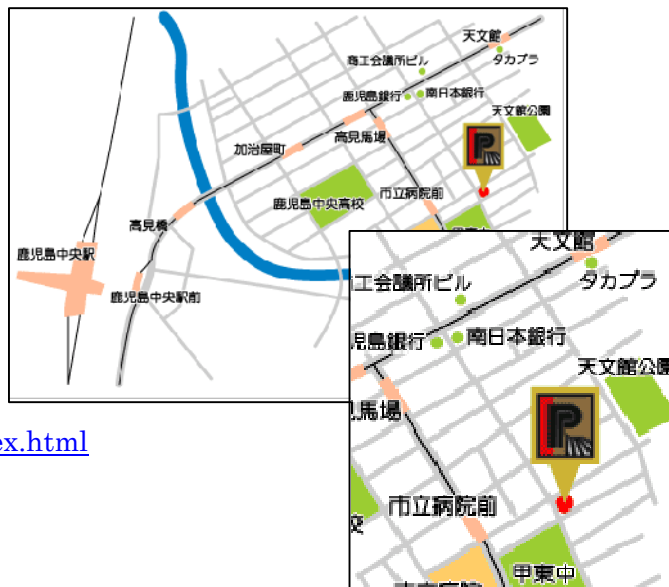 天文館
商工会議所ビル
タカプラ
鹿児島銀行
南日本銀行
天文館公園
高見馬場
加治屋町
市立病院前
鹿児島中央高校
高見橋
鹿児島中央駅
鹿児島中央駅前
天文館
工会議所ビル
タカプラ
児島銀行
南日本銀行
天文館公園
馬場
P
市立病院前
校
甲東中
ex.html